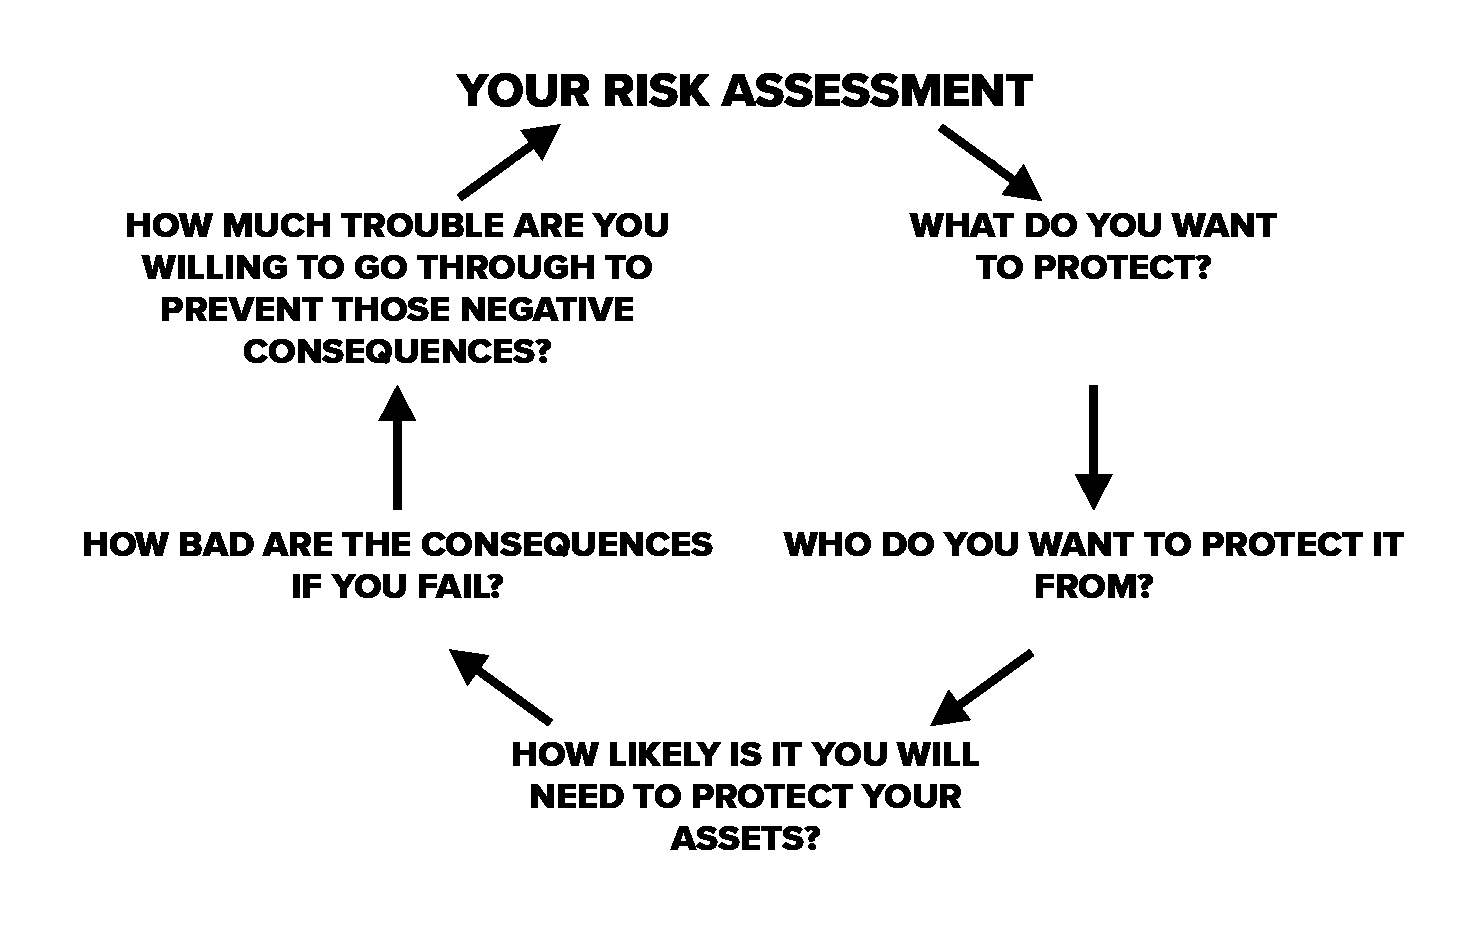 YOUR RISK ASSESSMENT
WHAT DO YOU WANT
TO PROTECT?
WHO DO YOU WANT TO PROTECT IT
FROM?
HOW LIKELY IS IT YOU WILL
NEED TO PROTECT YOUR
ASSETS?
HOW BAD ARE THE CONSEQUENCES
IF YOU FAIL?
HOW MUCH TROUBLE ARE YOU
WILLING TO GO THROUGH TO
PREVENT THOSE NEGATIVE
CONSEQUENCES?